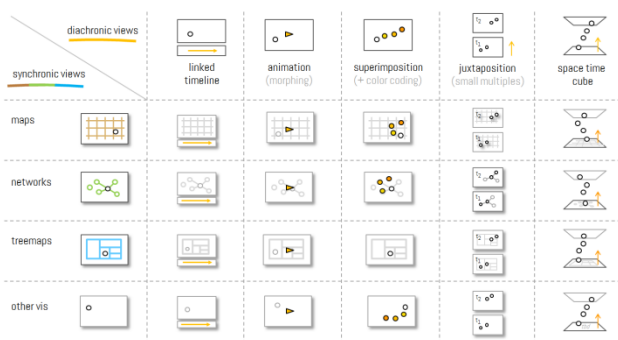 diachronic views
synchronic views
linked
timeline
animation
(morphing)
superimposition
(+ color coding)
juxtaposition
(small multiples)
space time
cube
maps
networks
treemaps
other vis